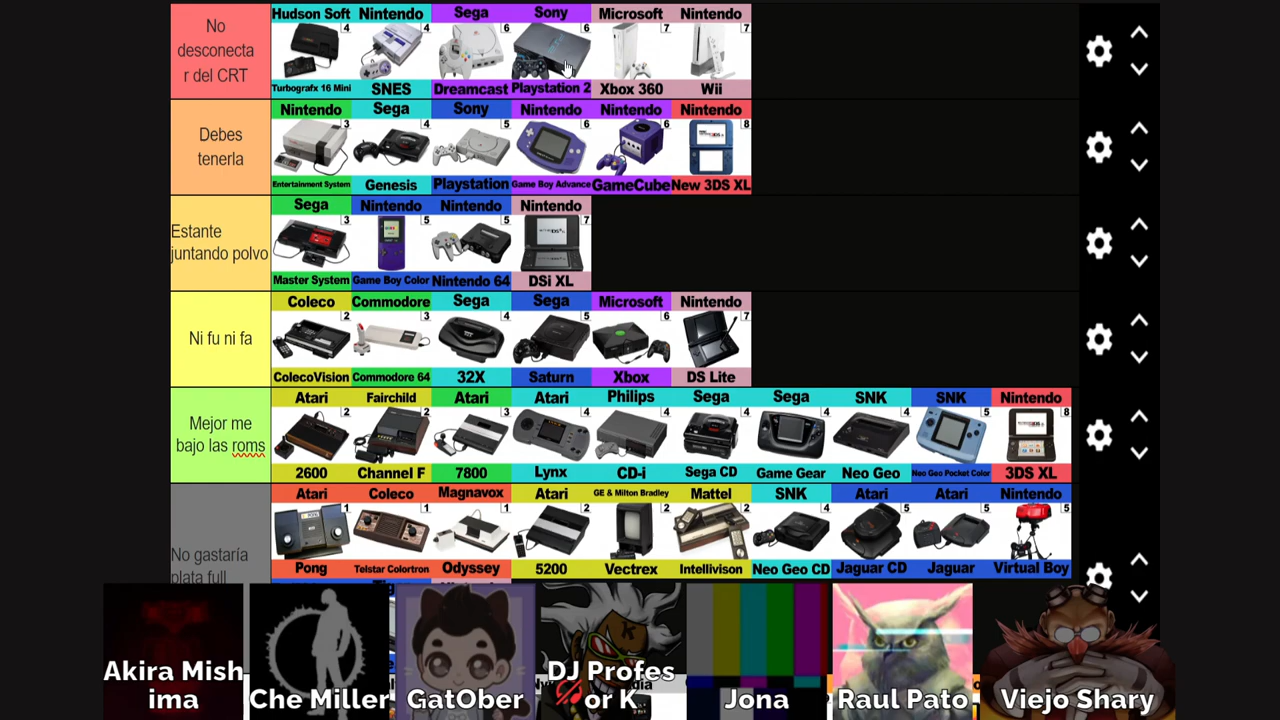 No
desconecta
r del CRT
Hudson Soft Nintendo Sega Sony Microsoft Nintendo
4 4 6 6 7 7
Turbografx 16 Mini SNES Dreamcast Playstation 2 Xbox 360 Wii
Debes
tenerla
Nintendo Sega Sony Nintendo Nintendo Nintendo
3 4 5 6 6 8
Entertainment System Genesis Playstation Game Boy Advance GameCube New 3DS XL
Estante
juntando polvo
Sega Nintendo Nintendo Nintendo
3 5 5 7
Master System Game Boy Color Nintendo 64 DSi XL
Ni fu ni fa
Coleco Commodore Sega Sega Microsoft Nintendo
2 3 4 5 6 7
ColecoVision Commodore 64 32X Saturn Xbox DS Lite
Mejor me
bajo las roms
Atari Fairchild Atari Atari Philips Sega Sega SNK SNK Nintendo
2 2 3 4 4 4 4 4 5 8
2600 Channel F 7800 Lynx CD-i Sega CD Game Gear Neo Geo Neo Geo Pocket Color 3DS XL
No gastaría
plata full
Atari Coleco Magnavox Atari GE & Milton Bradley Mattel SNK Atari Atari Nintendo
1 1 1 2 2 2 4 5 5 5
Pong Telstar Colortron Odyssey 5200 Vectrex Intellivison Neo Geo CD Jaguar CD Jaguar Virtual Boy
Akira Mish
ima
Che Miller
GatOber
DJ Profes
or K
Jona
Raul Pato
Viejo Shary